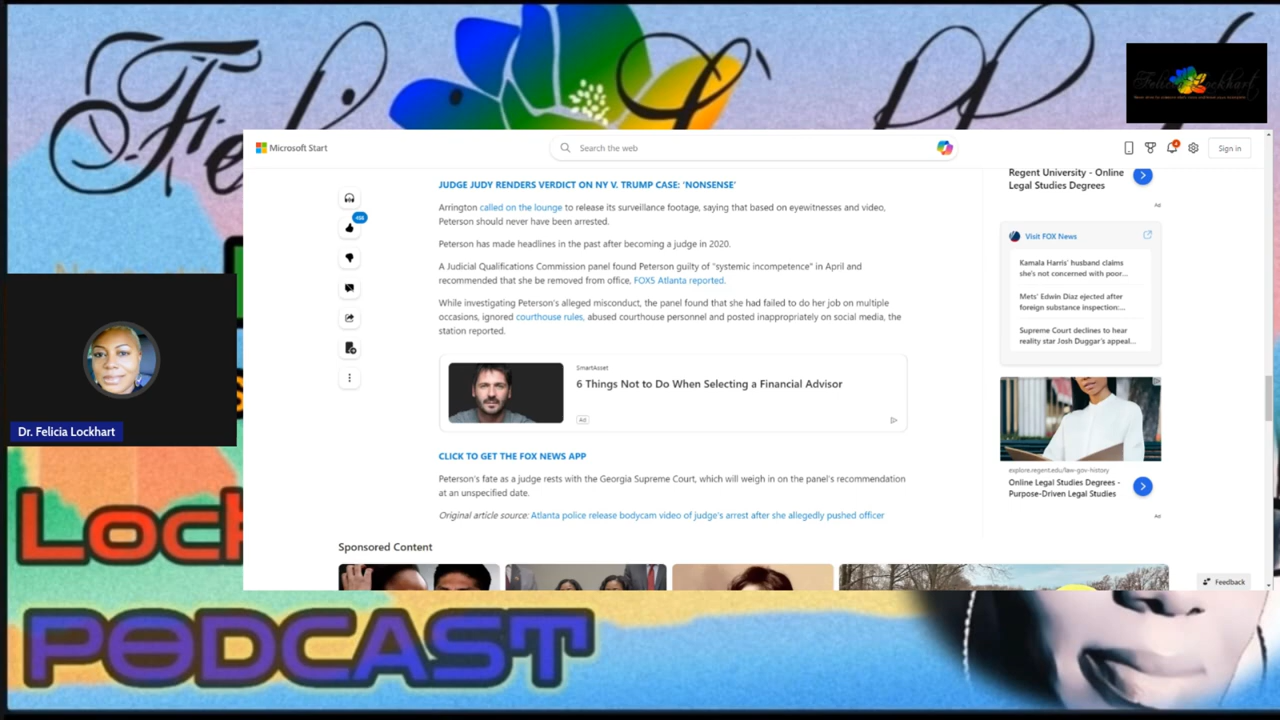 Felicia Lockhart
Microsoft Start
Search the web
4
Sign in
JUDGE JUDY RENDERS VERDICT ON NY V. TRUMP CASE: 'NONSENSE'
Arrington called on the lounge to release its surveillance footage, saying that based on eyewitnesses and video,
Peterson should never have been arrested.
Peterson has made headlines in the past after becoming a judge in 2020.
A Judicial Qualifications Commission panel found Peterson guilty of "systemic incompetence" in April and
recommended that she be removed from office, FOX5 Atlanta reported.
While investigating Peterson's alleged misconduct, the panel found that she had failed to do her job on multiple
occasions, ignored courthouse rules, abused courthouse personnel and posted inappropriately on social media, the
station reported.
SmartAsset
6 Things Not to Do When Selecting a Financial Advisor
Ad
CLICK TO GET THE FOX NEWS APP
Peterson's fate as a judge rests with the Georgia Supreme Court, which will weigh in on the panel's recommendation
at an unspecified date.
Original article source: Atlanta police release bodycam video of judge's arrest after she allegedly pushed officer
Sponsored Content
Regent University - Online
Legal Studies Degrees
Ad
Visit FOX News
Kamala Harris' husband claims
she's not concerned with poor...
Mets' Edwin Diaz ejected after
foreign substance inspection:...
Supreme Court declines to hear
reality star Josh Duggar's appeal...
explore.regent.edu/law-gov-history
Online Legal Studies Degrees -
Purpose-Driven Legal Studies
Ad
Feedback
Dr. Felicia Lockhart
PODCAST